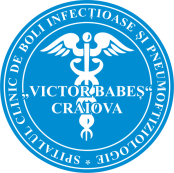 SPITALUL CLINIC DE BOLI INFECȚIOASE ȘI PNEUMOFTIZIOLOGIE
„VICTOR BABEȘ“
CRAIOVA